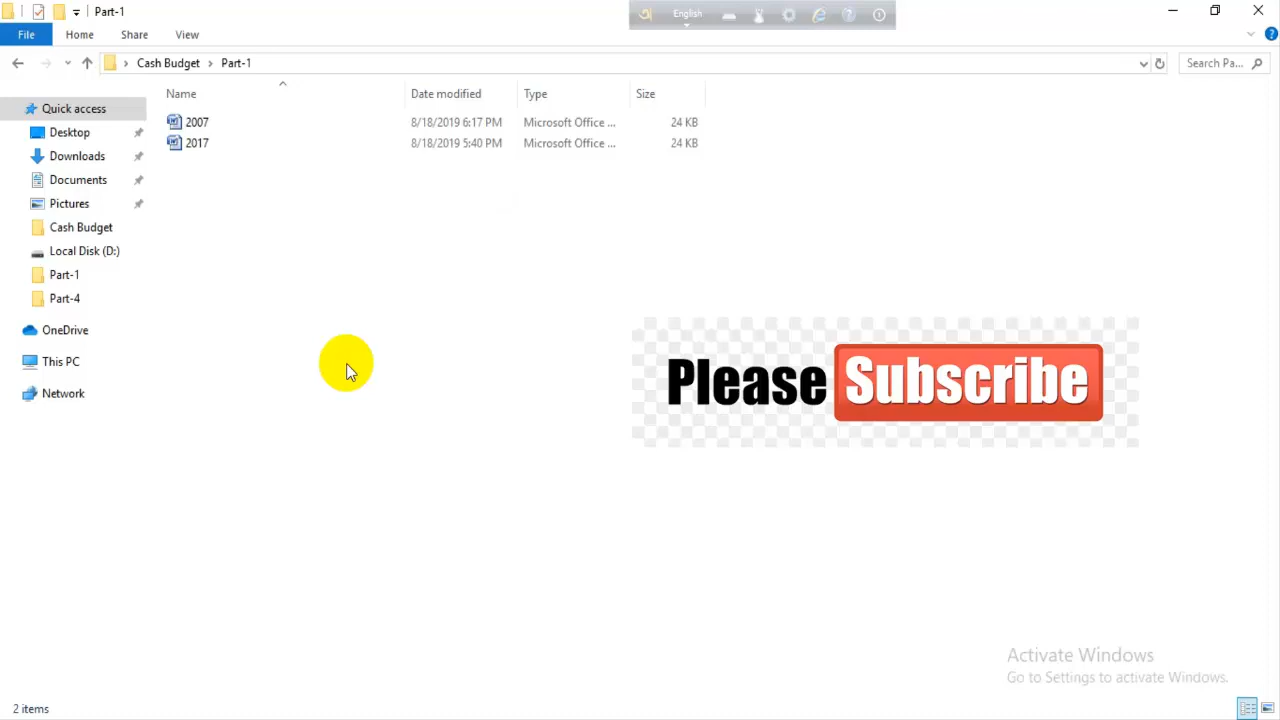 Part-1
English
File Home Share View
Cash Budget Part-1
Search Pa...
Name Date modified Type Size
Quick access
2007 8/18/2019 6:17 PM Microsoft Office ... 24 KB
Desktop
2017 8/18/2019 5:40 PM Microsoft Office ... 24 KB
Downloads
Documents
Pictures
Cash Budget
Local Disk (D:)
Part-1
Part-4
OneDrive
This PC
Network
Please Subscribe
Activate Windows
Go to Settings to activate Windows.
2 items